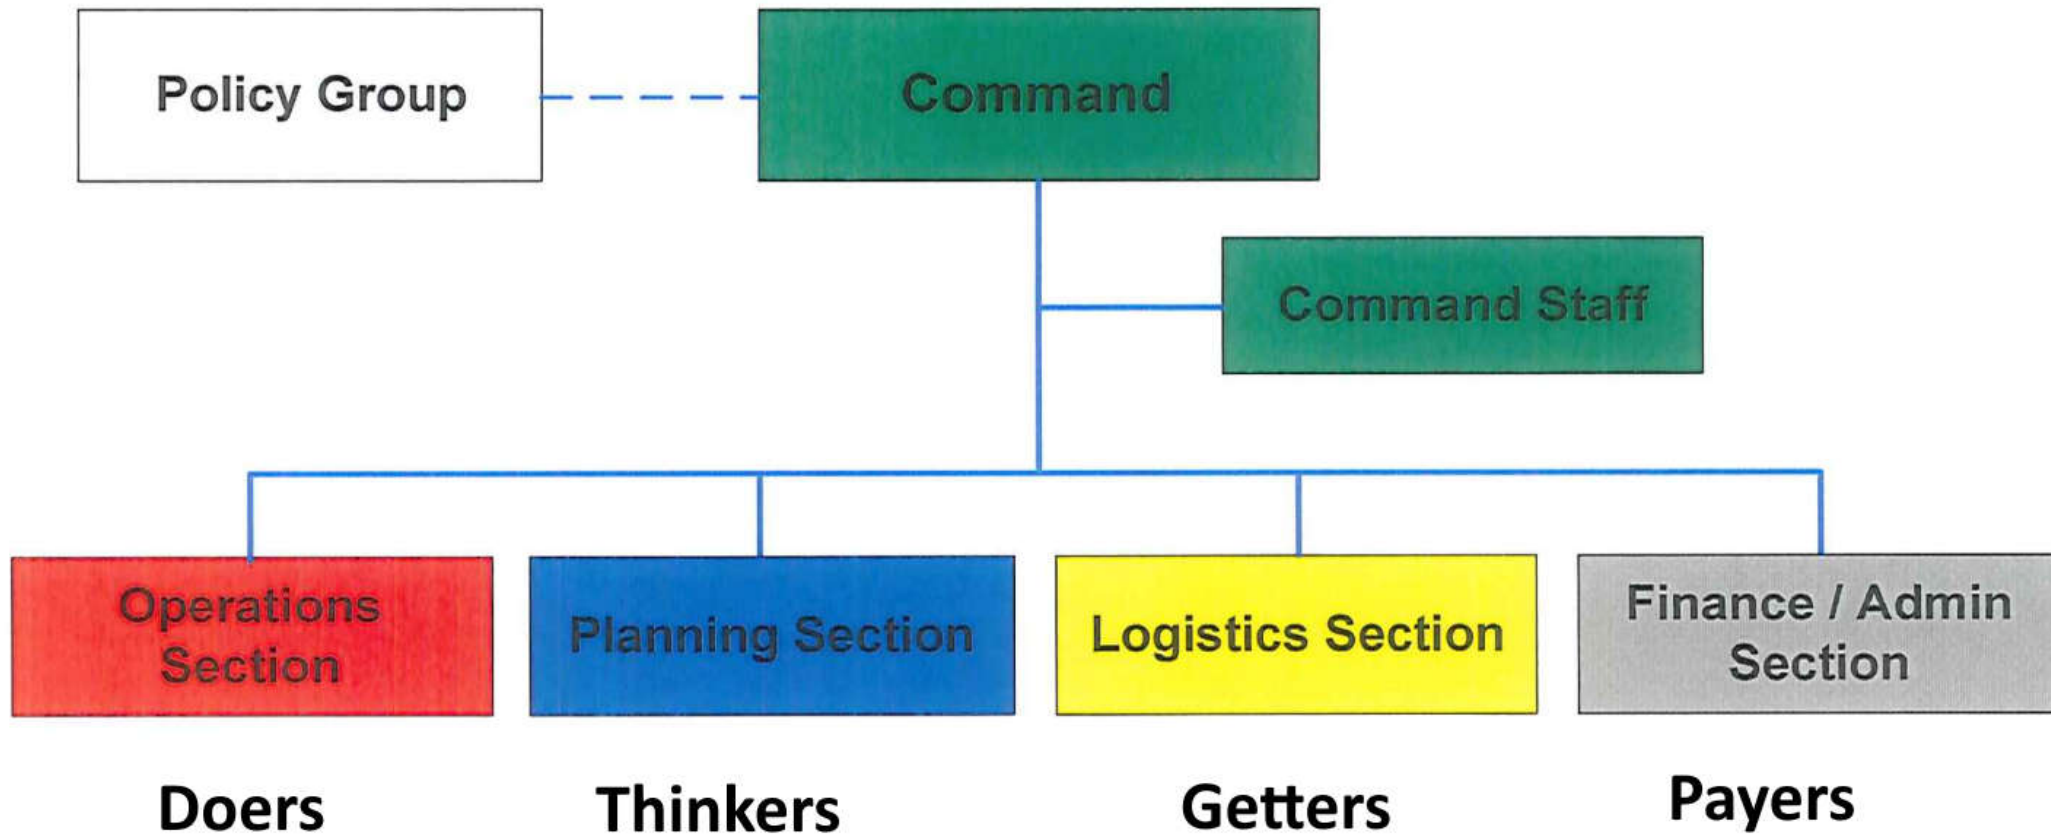 Policy Group
Command
Command Staff
Operations
Section
Planning Section
Logistics Section
Finance / Admin
Section
Doers
Thinkers
Getters
Payers